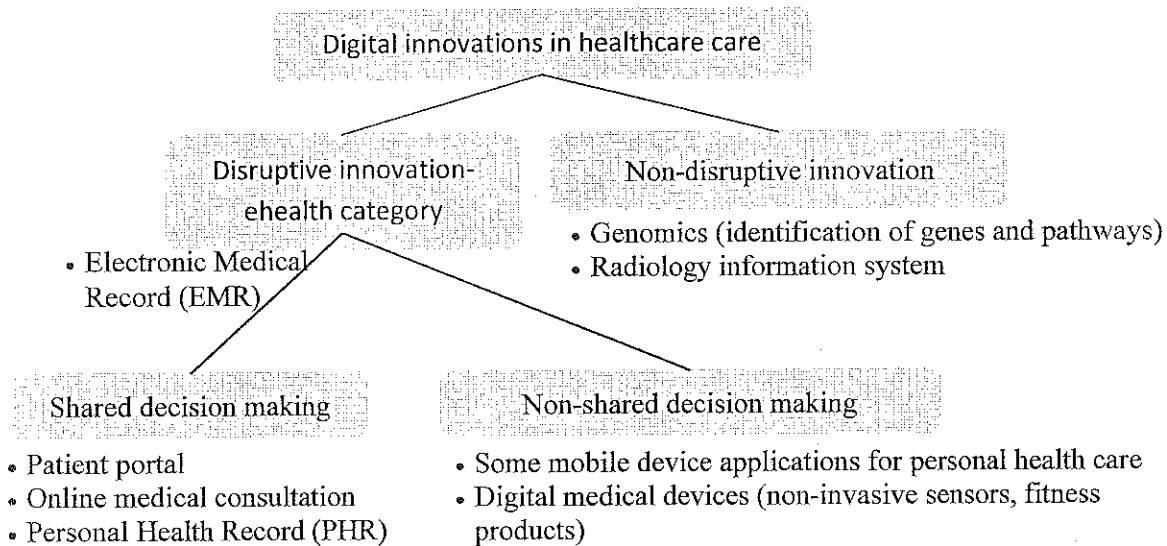 Digital innovations in healthcare care
Disruptive innovation-
ehealth category
Non-disruptive innovation
• Electronic Medical
Record (EMR)
• Genomics (identification of genes and pathways)
• Radiology information system
Shared decision making
Non-shared decision making
• Patient portal
• Online medical consultation
• Personal Health Record (PHR)
• Some mobile device applications for personal health care
• Digital medical devices (non-invasive sensors, fitness
products)